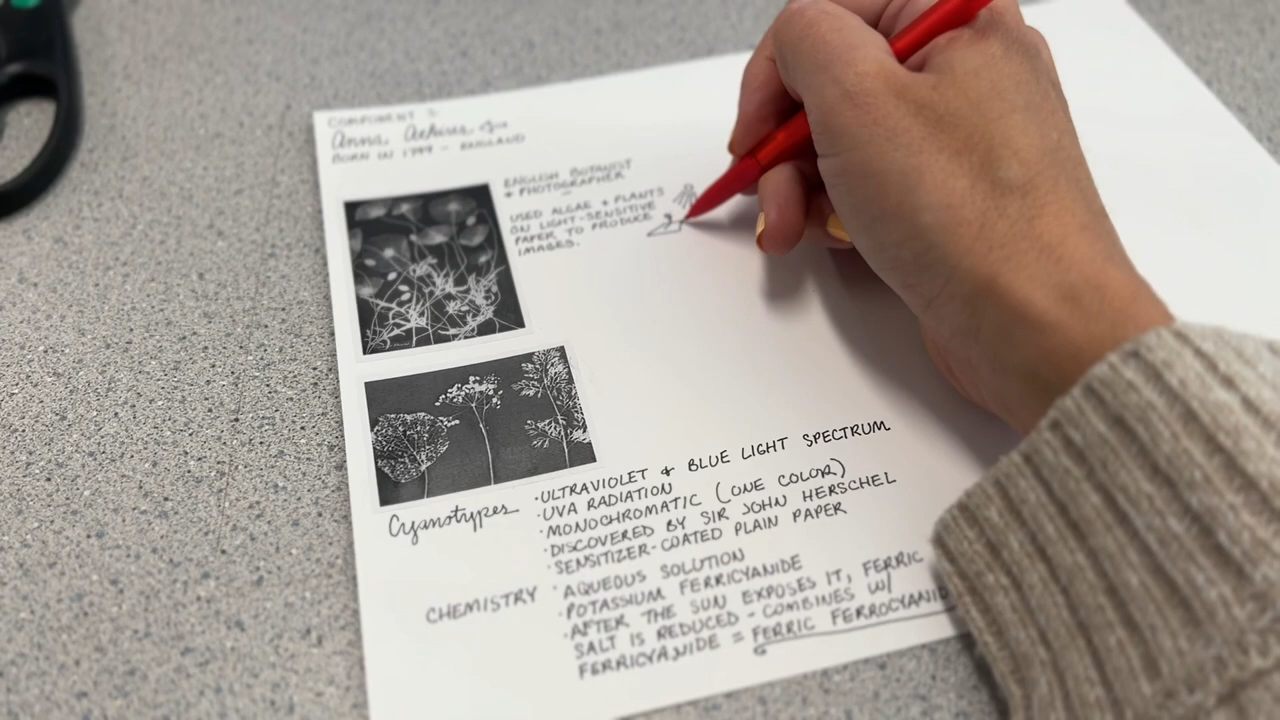 COMPONENT
Anna Atkins
BORN IN 1799 - ENGLAND
ENGLISH BOTANIST
+ PHOTOGRAPHER
USED ALGAE + PLANTS
ON LIGHT-SENSITIVE
PAPER TO PRODUCE
IMAGES.
Cyanotypes
·ULTRAVIOLET & BLUE LIGHT SPECTRUM
·UVA RADIATION
·MONOCHROMATIC (ONE COLOR)
·DISCOVERED BY SIR JOHN HERSCHEL
·SENSITIZER-COATED PLAIN PAPER
CHEMISTRY
·AQUEOUS SOLUTION
·POTASSIUM FERRICYANIDE
·AFTER THE SUN EXPOSES IT, FERRIC
SALT IS REDUCED - COMBINES W/
FERRICYANIDE = FERRIC FERROCYANID